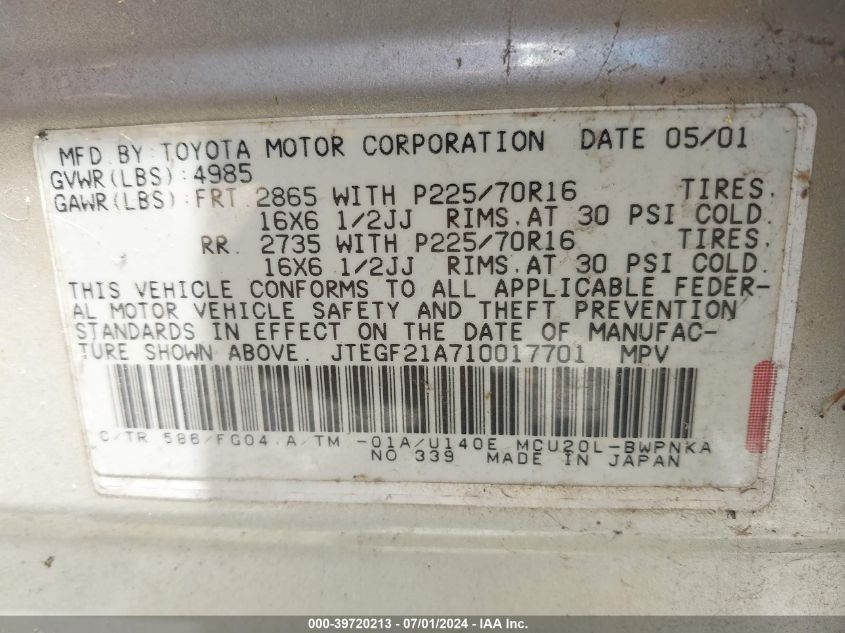 MFD.BY:TOYOTA MOTOR CORPORATION DATE 05/01
GVWR(LBS):4985
GAWR(LBS):FRT 2865 WITH P225/70R16 TIRES.
16X6 1/2JJ RIMS.AT 30 PSI COLD.
RR. 2735 WITH P225/70R16 TIRES.
16X6 1/2JJ RIMS.AT 30 PSI COLD.
THIS VEHICLE CONFORMS TO ALL APPLICABLE FEDER-
AL MOTOR VEHICLE SAFETY AND THEFT PREVENTION
STANDARDS IN EFFECT ON THE DATE OF MANUFAC-
TURE SHOWN ABOVE. JTEGF21A710017701 MPV
C/TR 586/FG04 A/TM -01A/U140E MCU20L-BWPNKA
NO 339 MADE IN JAPAN
000-39720213 - 07/01/2024 - IAA Inc.